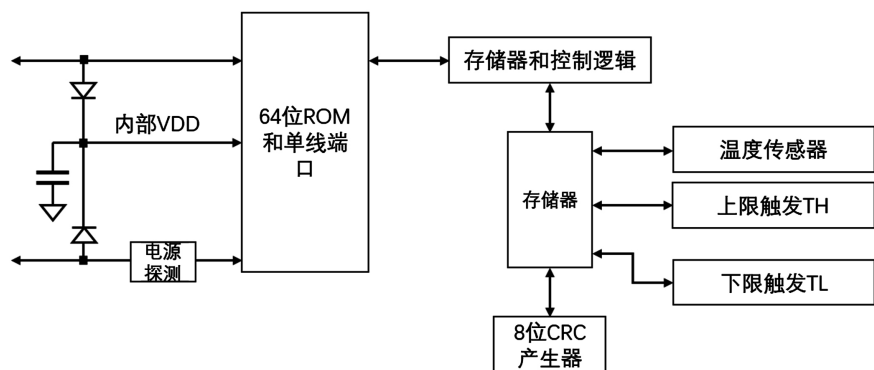 内部VDD
64位ROM
和单线端
口
电源
探测
存储器和控制逻辑
存储器
温度传感器
上限触发TH
下限触发TL
8位CRC
产生器